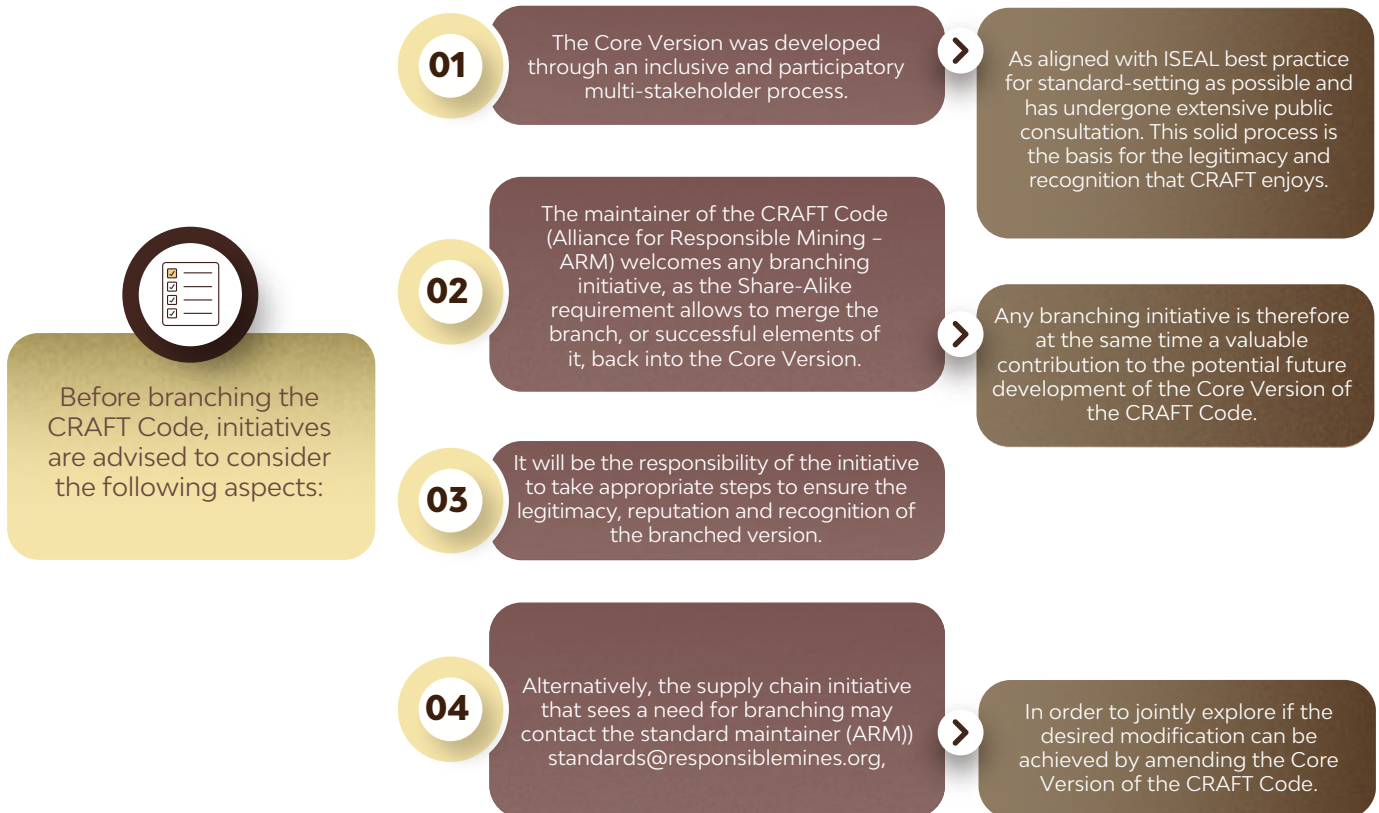 Before branching the
CRAFT Code, initiatives
are advised to consider
the following aspects:
01
The Core Version was developed
through an inclusive and participatory
multi-stakeholder process.
As aligned with ISEAL best practice
for standard-setting as possible and
has undergone extensive public
consultation. This solid process is
the basis for the legitimacy and
recognition that CRAFT enjoys.
02
The maintainer of the CRAFT Code
(Alliance for Responsible Mining –
ARM) welcomes any branching
initiative, as the Share-Alike
requirement allows to merge the
branch, or successful elements of
it, back into the Core Version.
Any branching initiative is therefore
at the same time a valuable
contribution to the potential future
development of the Core Version of
the CRAFT Code.
03
It will be the responsibility of the initiative
to take appropriate steps to ensure the
legitimacy, reputation and recognition of
the branched version.
04
Alternatively, the supply chain initiative
that sees a need for branching may
contact the standard maintainer (ARM))
standards@responsiblemines.org,
In order to jointly explore if the
desired modification can be
achieved by amending the Core
Version of the CRAFT Code.